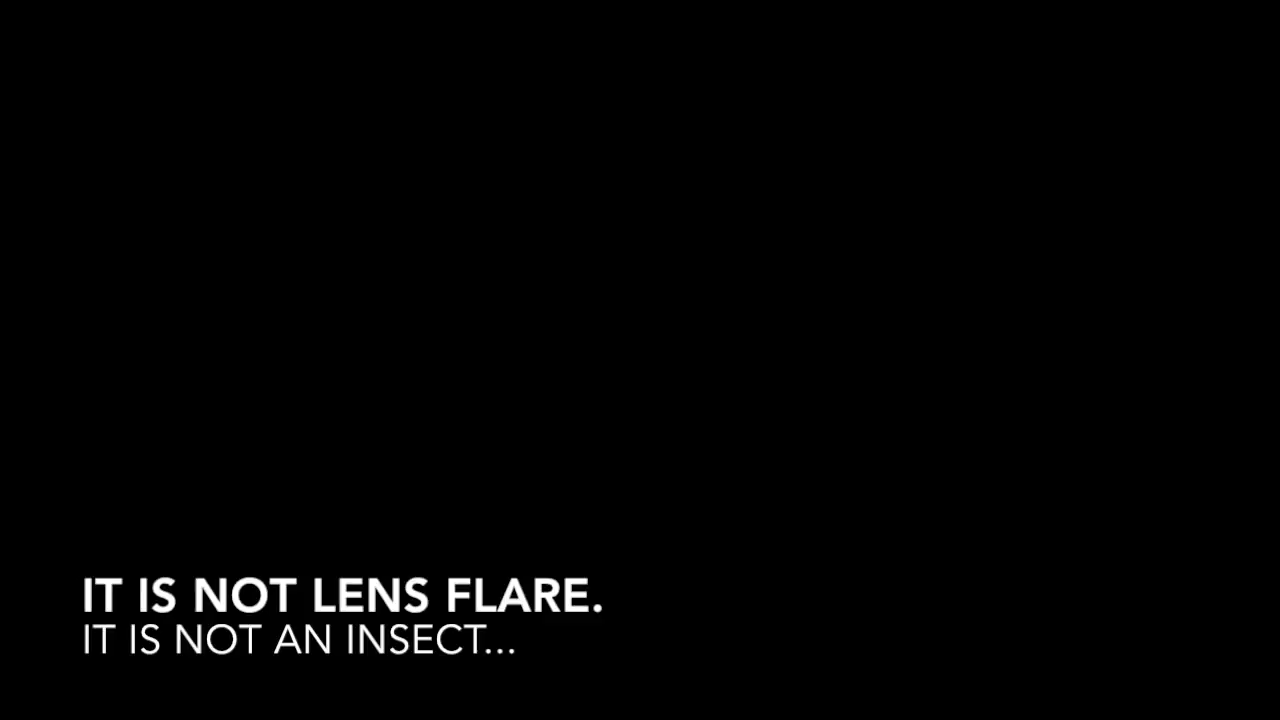 IT IS NOT LENS FLARE.
IT IS NOT AN INSECT...